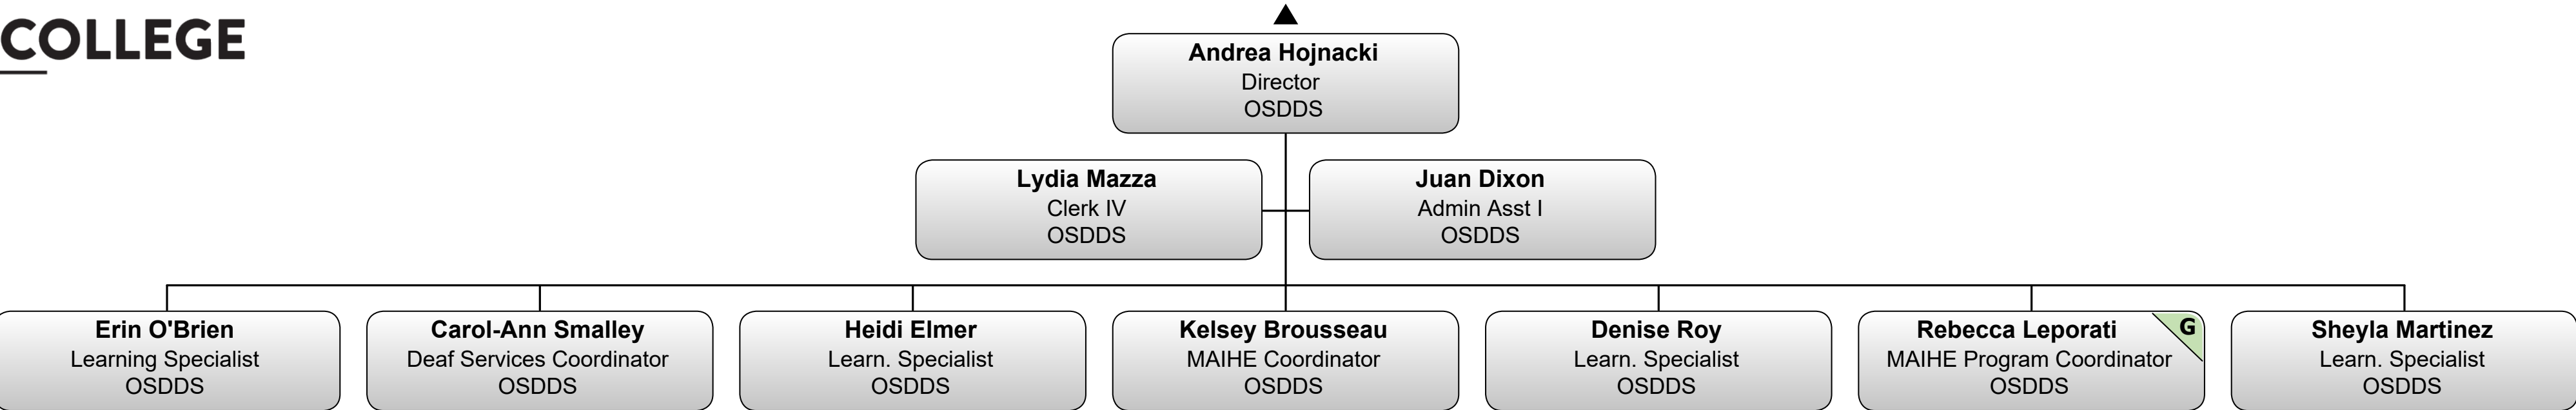 COLLEGE
Andrea Hojnacki
Director
OSDDS
Lydia Mazza
Clerk IV
OSDDS
Juan Dixon
Admin Asst I
OSDDS
Erin O'Brien
Learning Specialist
OSDDS
Carol-Ann Smalley
Deaf Services Coordinator
OSDDS
Heidi Elmer
Learn. Specialist
OSDDS
Kelsey Brousseau
MAIHE Coordinator
OSDDS
Denise Roy
Learn. Specialist
OSDDS
Rebecca Leporati
MAIHE Program Coordinator
OSDDS
G
Sheyla Martinez
Learn. Specialist
OSDDS